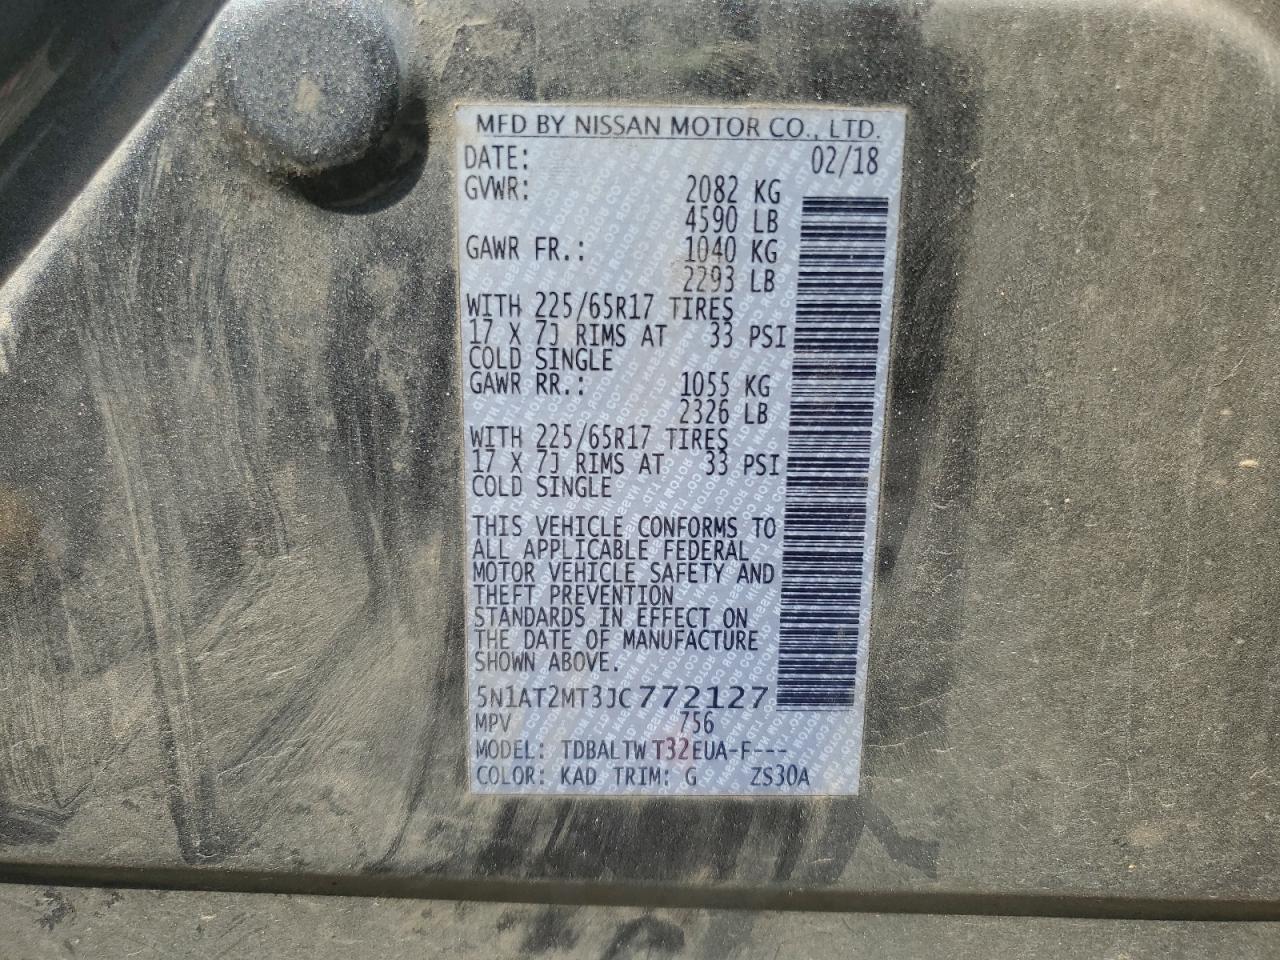 MFD BY NISSAN MOTOR CO., LTD.
DATE: 02/18
GVWR: 2082 KG
4590 LB
GAWR FR.: 1040 KG
2293 LB
WITH 225/65R17 TIRES
17 X 7J RIMS AT 33 PSI
COLD SINGLE
GAWR RR.: 1055 KG
2326 LB
WITH 225/65R17 TIRES
17 X 7J RIMS AT 33 PSI
COLD SINGLE
THIS VEHICLE CONFORMS TO
ALL APPLICABLE FEDERAL
MOTOR VEHICLE SAFETY AND
THEFT PREVENTION
STANDARDS IN EFFECT ON
THE DATE OF MANUFACTURE
SHOWN ABOVE.
5N1AT2MT3JC772127
MPV 756
MODEL: TDBALTW T32EUA-F---
COLOR: KAD TRIM: G ZS30A